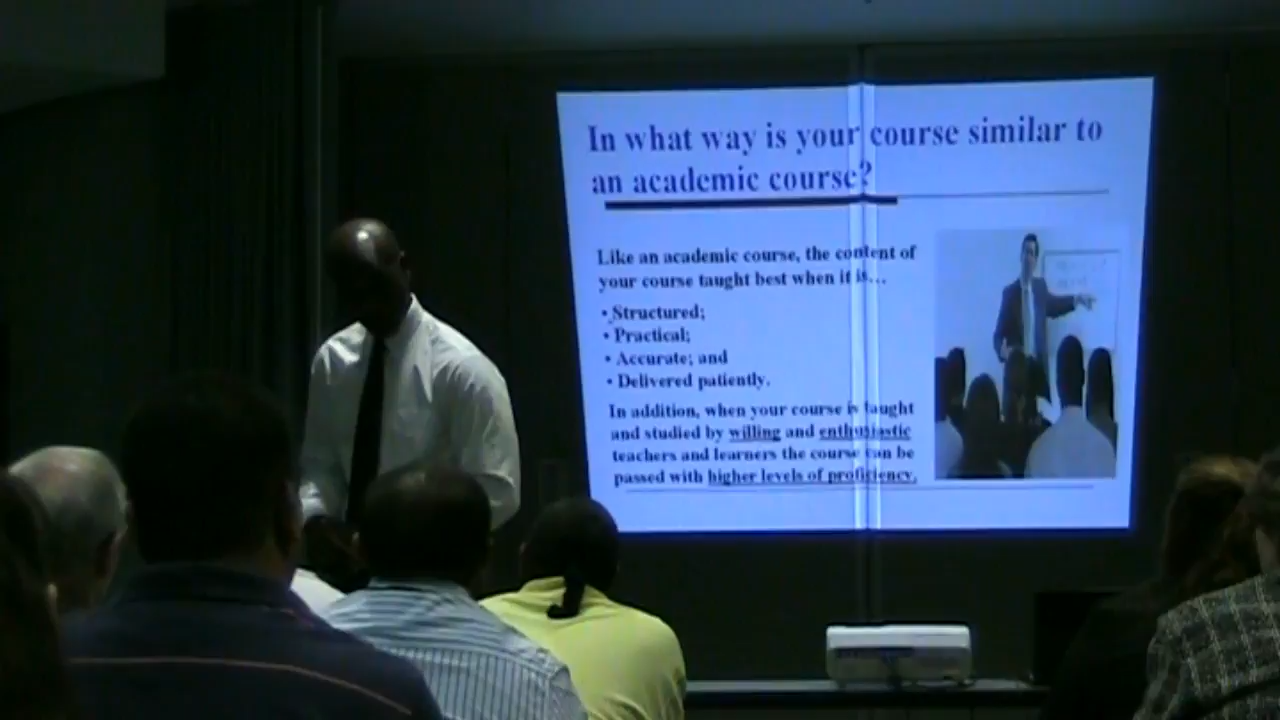 In what way is your course similar to
an academic course?
Like an academic course, the content of
your course taught best when it is...
• Structured;
• Practical;
• Accurate; and
• Delivered patiently.
In addition, when your course is taught
and studied by willing and enthusiastic
teachers and learners the course can be
passed with higher levels of proficiency.